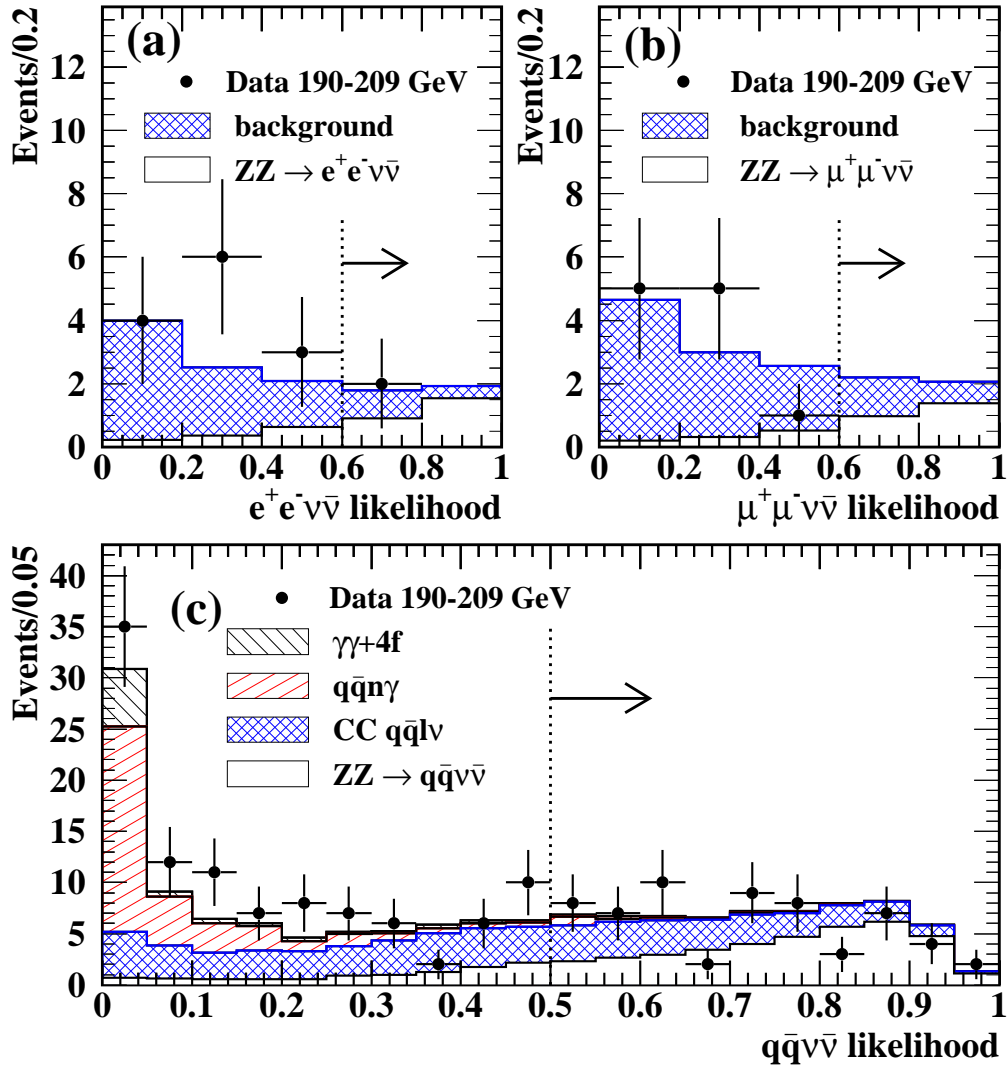 (a)
Events/0.2
Data 190-209 GeV
background
ZZ → e⁺e⁻νν̄
0 2 4 6 8 10 12
0 0.2 0.4 0.6 0.8 1
e⁺e⁻νν̄ likelihood
(b)
Events/0.2
Data 190-209 GeV
background
ZZ → μ⁺μ⁻νν̄
0 2 4 6 8 10 12
0 0.2 0.4 0.6 0.8 1
μ⁺μ⁻νν̄ likelihood
(c)
Events/0.05
Data 190-209 GeV
γγ+4f
qq̄nγ
CC qq̄lν
ZZ → qq̄νν̄
0 5 10 15 20 25 30 35 40
0 0.1 0.2 0.3 0.4 0.5 0.6 0.7 0.8 0.9 1
qq̄νν̄ likelihood